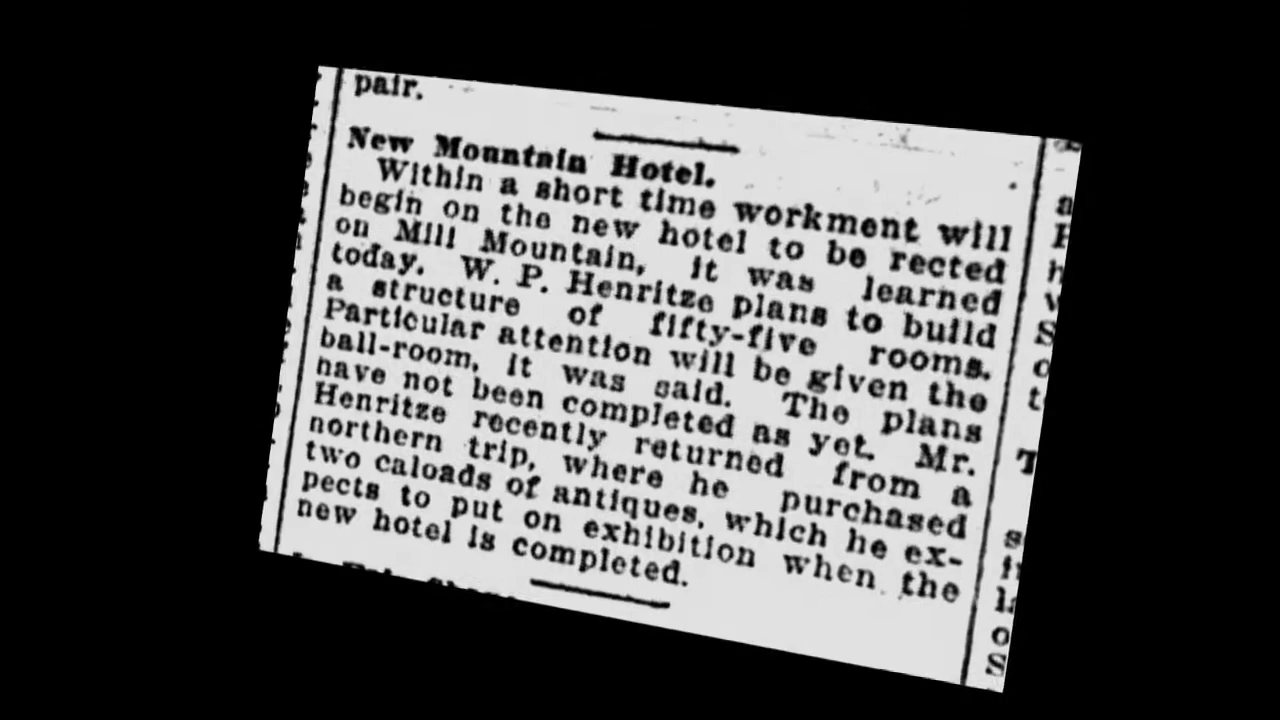 pair.
New Mountain Hotel.
Within a short time workment will
begin on the new hotel to be rected
on Mill Mountain, it was learned
today. W. P. Henritze plans to build
a structure of fifty-five rooms.
Particular attention will be given the
ball-room, it was said. The plans
have not been completed as yet. Mr.
Henritze recently returned from a
northern trip, where he purchased
two caloads of antiques, which he ex-
pects to put on exhibition when the
new hotel is completed.